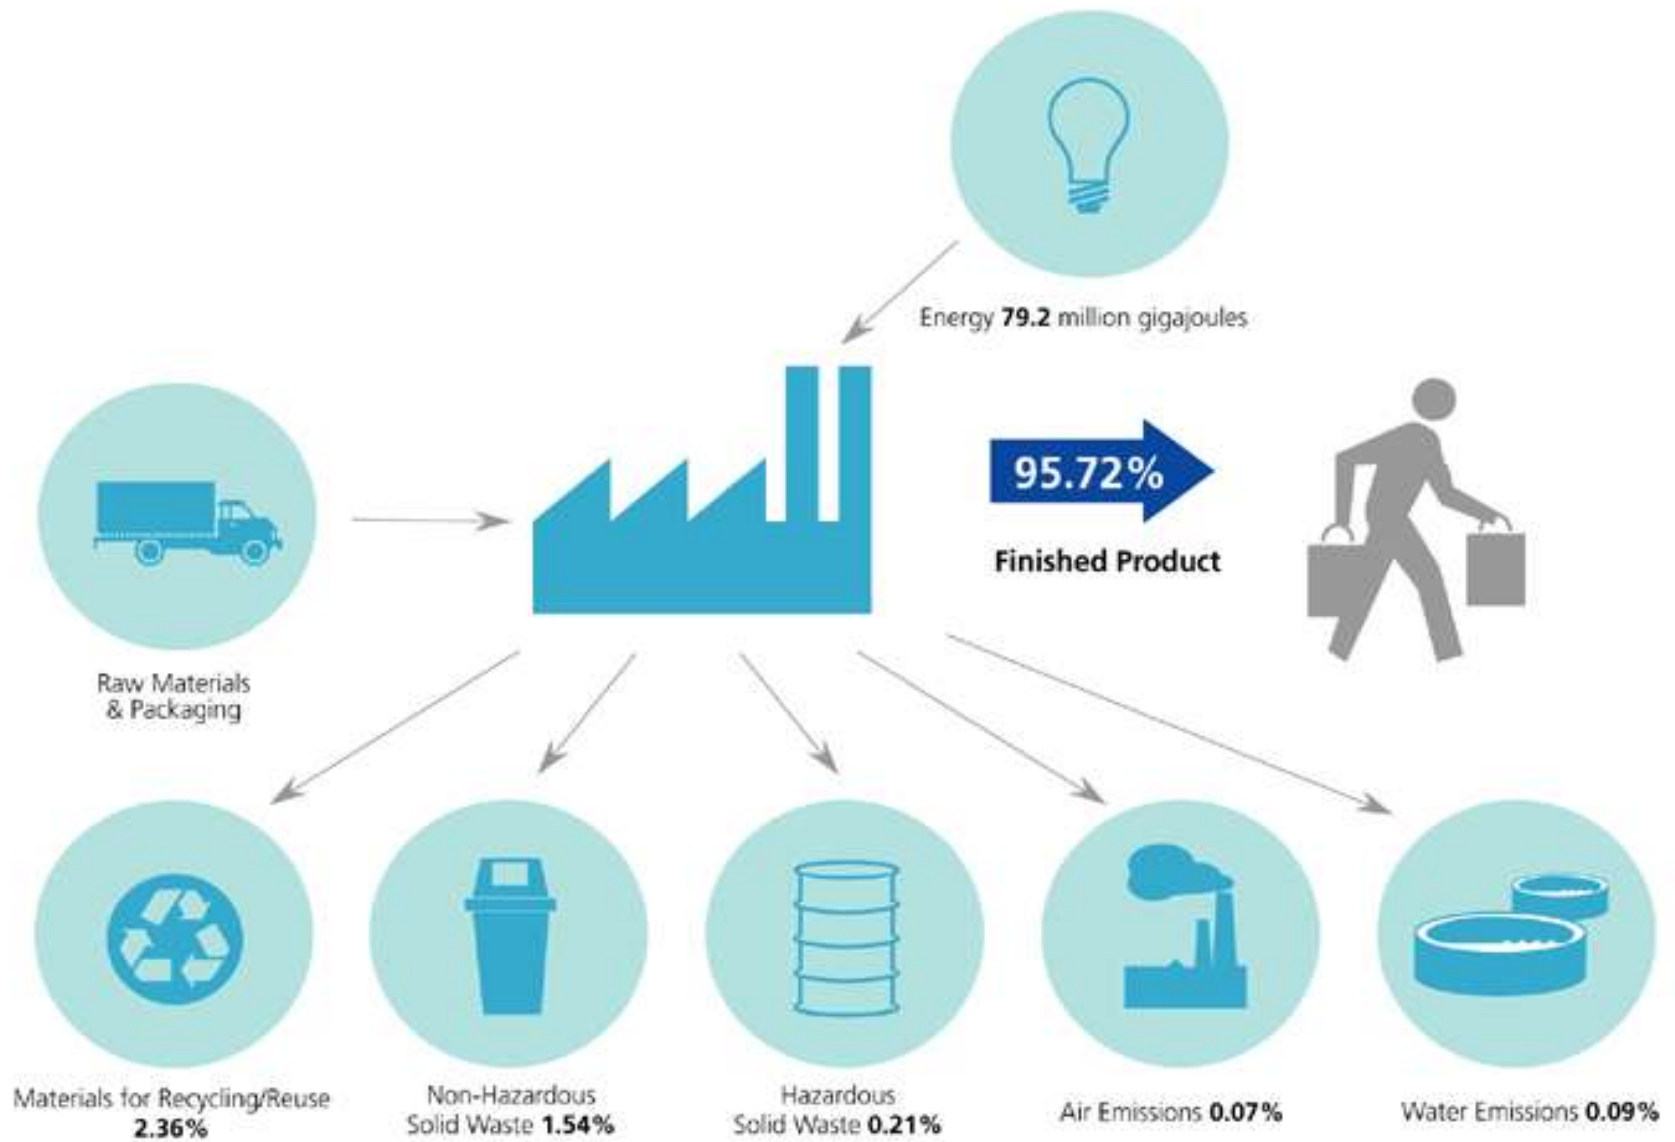 Energy 79.2 million gigajoules
95.72%
Finished Product
Raw Materials
& Packaging
Materials for Recycling/Reuse
2.36%
Non-Hazardous
Solid Waste 1.54%
Hazardous
Solid Waste 0.21%
Air Emissions 0.07%
Water Emissions 0.09%